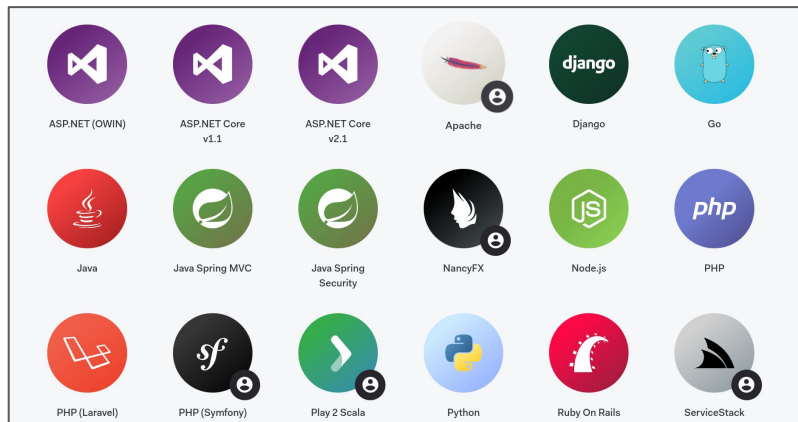 django
ASP.NET (OWIN)
ASP.NET Core
v1.1
ASP.NET Core
v2.1
Apache
Django
Go
JS
php
Java
Java Spring MVC
Java Spring
Security
NancyFX
Node.js
PHP
sf
PHP (Laravel)
PHP (Symfony)
Play 2 Scala
Python
Ruby On Rails
ServiceStack